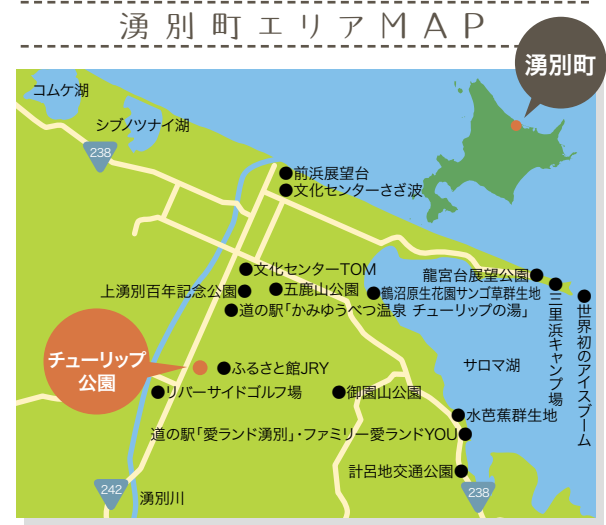 湧別町エリアMAP
湧別町
コムケ湖
シブノツナイ湖
238
前浜展望台
文化センターさざ波
文化センターTOM
龍宮台展望公園
上湧別百年記念公園
五鹿山公園
鶴沼原生花園サンゴ草群生地
道の駅「かみゆうべつ温泉 チューリップの湯」
三里浜キャンプ場
世界初のアイスブーム
チューリップ
公園
ふるさと館JRY
サロマ湖
リバーサイドゴルフ場
御園山公園
水芭蕉群生地
道の駅「愛ランド湧別」・ファミリー愛ランドYOU
計呂地交通公園
242
湧別川
238